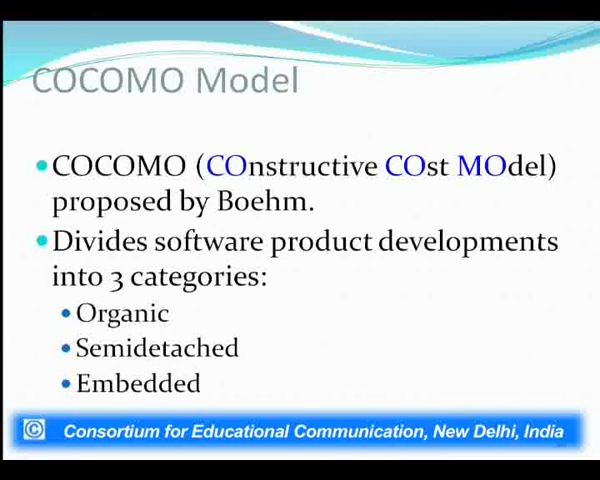 COCOMO Model
•COCOMO (COnstructive COst MOdel)
proposed by Boehm.
•Divides software product developments
into 3 categories:
•Organic
•Semidetached
•Embedded
© Consortium for Educational Communication, New Delhi, India